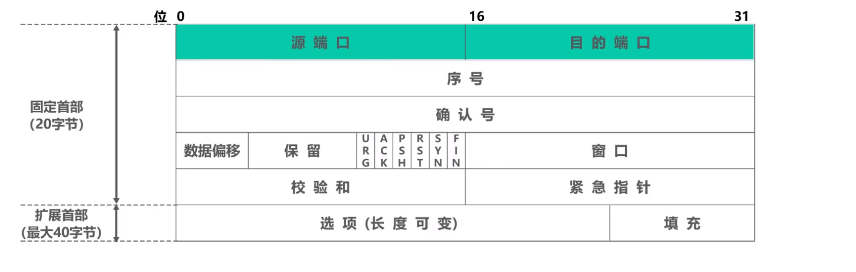 位 0 16 31
源 端 口 目 的 端 口
序 号
确 认 号
固定首部
(20字节)
数据偏移 保 留 URG ACK PSH RST SYN FIN 窗 口
校 验 和 紧 急 指 针
扩展首部
(最大40字节)
选 项 (长 度 可 变) 填 充